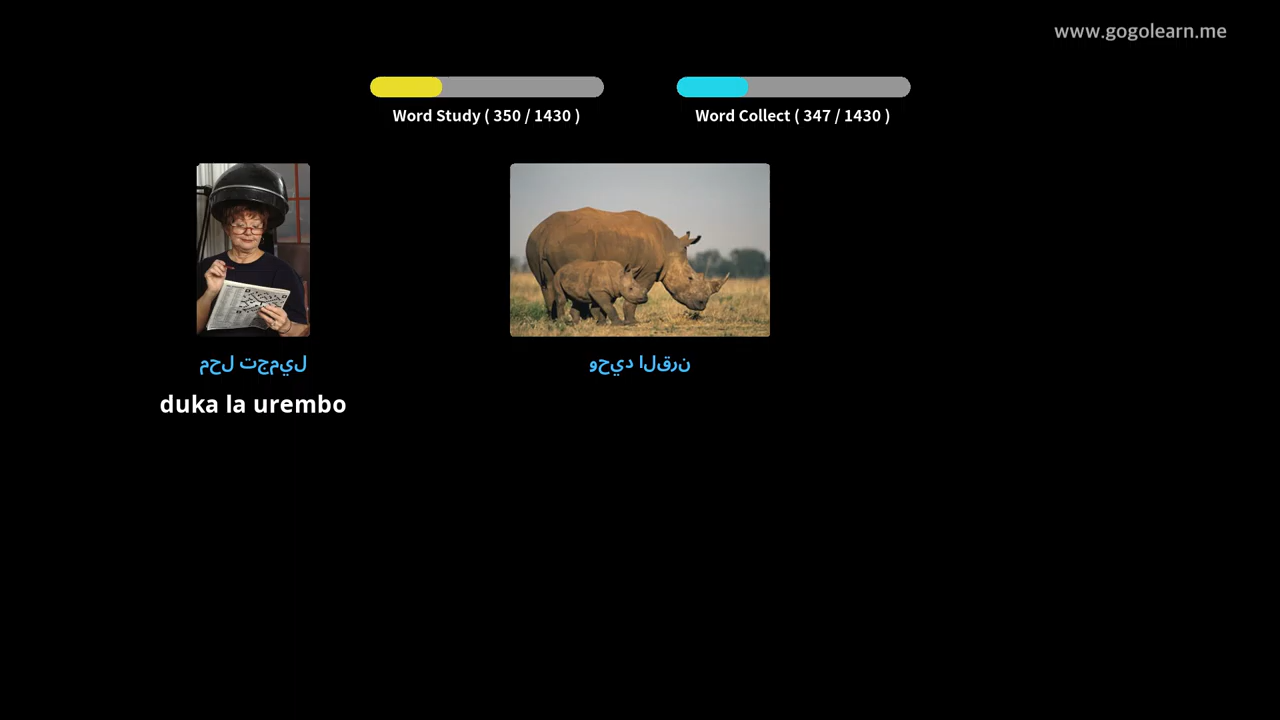 www.gogolearn.me
Word Study ( 350 / 1430 )
Word Collect ( 347 / 1430 )
محل تجميل
وحيد القرن
duka la urembo